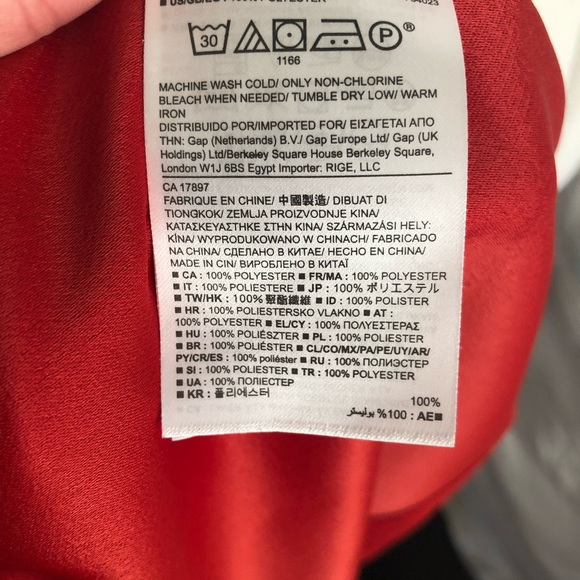 30
P
1166
MACHINE WASH COLD/ ONLY NON-CHLORINE
BLEACH WHEN NEEDED/ TUMBLE DRY LOW/ WARM
IRON
DISTRIBUIDO POR/IMPORTED FOR/ ΕΙΣΑΓΕΤΑΙ ΑΠΟ
ΤΗΝ: Gap (Netherlands) B.V./ Gap Europe Ltd/ Gap (UK
Holdings) Ltd/Berkeley Square House Berkeley Square,
London W1J 6BS Egypt Importer: RIGE, LLC
CA 17897
FABRIQUE EN CHINE/ 中國製造/ DIBUAT DI
TIONGKOK/ ZEMLJA PROIZVODNJE KINA/
ΚΑΤΑΣΚΕΥΑΣΤΗΚΕ ΣΤΗΝ ΚΙΝΑ/ SZÁRMAZÁSI HELY:
KÍNA/ WYPRODUKOWANO W CHINACH/ FABRICADO
NA CHINA/ СДЕЛАНО В КИТАЕ/ HECHO EN CHINA/
MADE IN CIN/ ВИРОБЛЕНО В КИТАЇ
■ CA : 100% POLYESTER ■ FR/MA : 100% POLYESTER
■ IT : 100% POLIESTERE ■ JP : 100% ポリエステル
■ TW/HK : 100% 聚酯纖維 ■ ID : 100% POLISTER
■ HR : 100% POLIESTERSKO VLAKNO ■ AT :
100% POLYESTER ■ EL/CY : 100% ΠΟΛΥΕΣΤΕΡΑΣ
■ HU : 100% POLIÉSZTER ■ PL : 100% POLIESTER
■ BR : 100% POLIÉSTER ■ CL/CO/MX/PA/PE/UY/AR/
PY/CR/ES : 100% poliéster ■ RU : 100% ПОЛИЭСТЕР
■ SI : 100% POLIESTER ■ TR : 100% POLYESTER
■ UA : 100% ПОЛІЕСТЕР
■ KR : 폴리에스터 100%
■ AE : 100% بوليستر